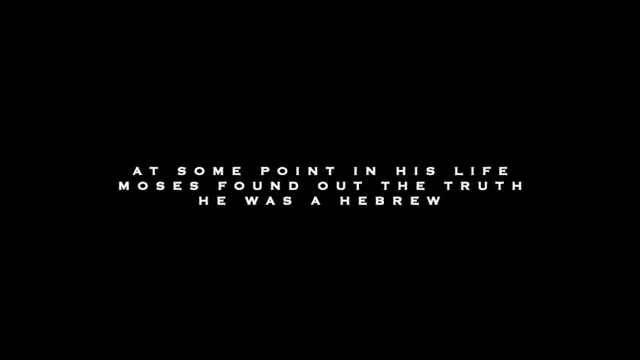 AT SOME POINT IN HIS LIFE
MOSES FOUND OUT THE TRUTH
HE WAS A HEBREW